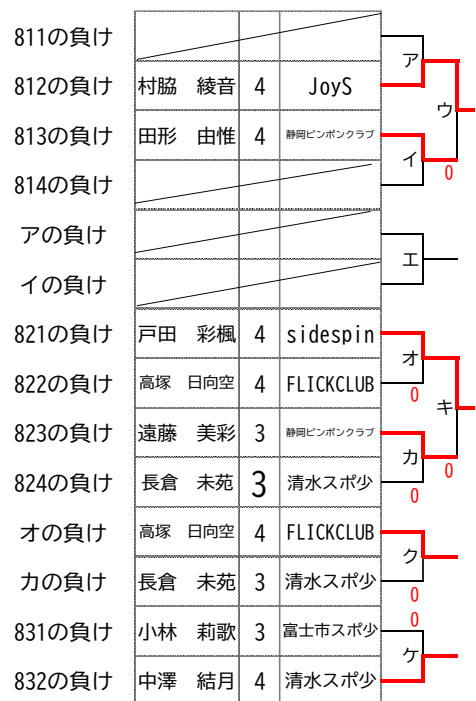 811の負け
ア
812の負け 村脇 綾音 4 JoyS
ウ
813の負け 田形 由惟 4 静岡ピンポンクラブ
イ
0
814の負け
アの負け
エ
イの負け
821の負け 戸田 彩楓 4 sidespin
オ
822の負け 高塚 日向空 4 FLICKCLUB
0
キ
823の負け 遠藤 美彩 3 静岡ピンポンクラブ
カ
0
824の負け 長倉 未苑 3 清水スポ少
0
オの負け 高塚 日向空 4 FLICKCLUB
ク
カの負け 長倉 未苑 3 清水スポ少
0
0
831の負け 小林 莉歌 3 富士市スポ少
ケ
832の負け 中澤 結月 4 清水スポ少